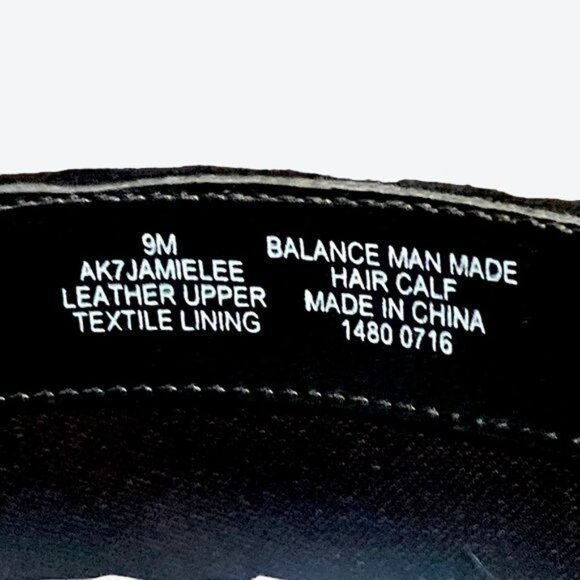 9M
AK7JAMIELEE
LEATHER UPPER
TEXTILE LINING
BALANCE MAN MADE
HAIR CALF
MADE IN CHINA
1480 0716